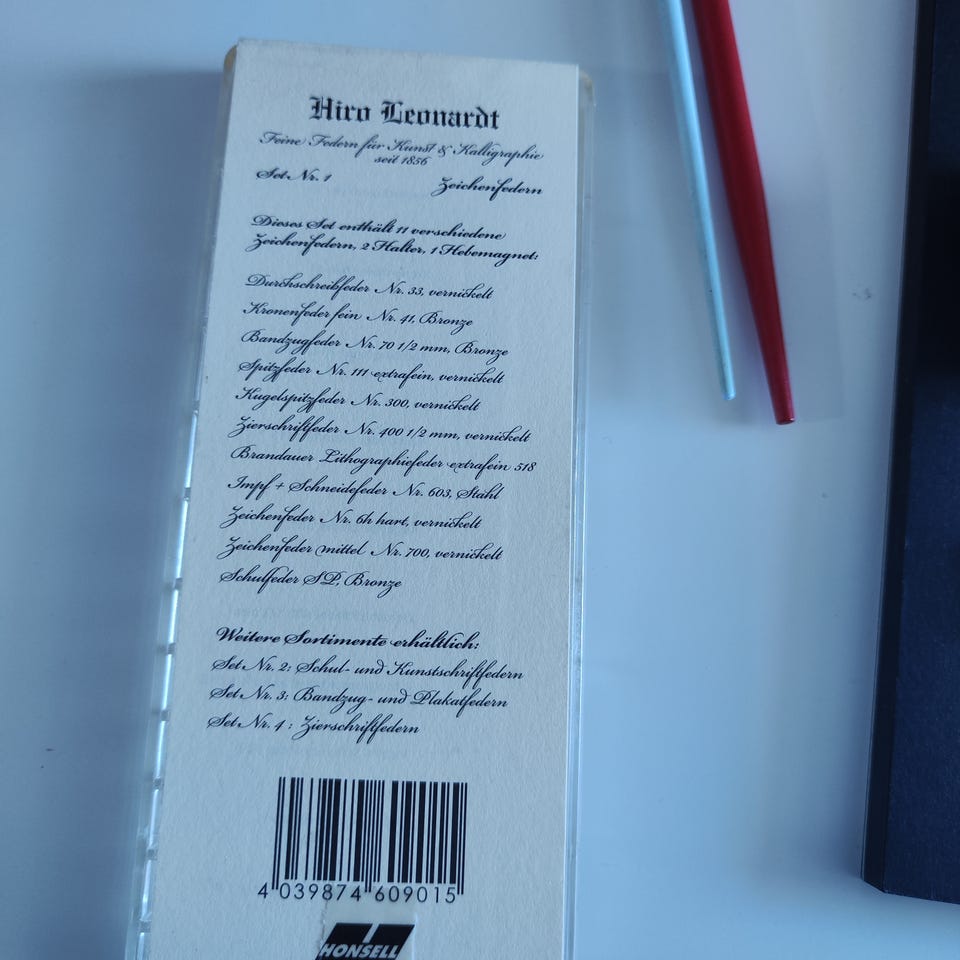 Hiro Leonardt
Feine Federn für Kunst & Kalligraphie
seit 1856
Set Nr. 1 Zeichenfedern
Dieses Set enthält 11 verschiedene
Zeichenfedern, 2 Halter, 1 Hebemagnet:
Durchschreibfeder Nr. 33, vernickelt
Kronenfeder fein Nr. 41, Bronze
Bandzugfeder Nr. 70 1/2 mm, Bronze
Spitzfeder Nr. 111 extrafein, vernickelt
Kugelspitzfeder Nr. 300, vernickelt
Zierschriftfeder Nr. 400 1/2 mm, vernickelt
Brandauer Lithographiefeder extrafein 518
Impf + Schneidefeder Nr. 603, Stahl
Zeichenfeder Nr. 6h hart, vernickelt
Zeichenfeder mittel Nr. 700, vernickelt
Schulfeder SP, Bronze
Weitere Sortimente erhältlich:
Set Nr. 2: Schul- und Kunstschriftfedern
Set Nr. 3: Bandzug- und Plakatfedern
Set Nr. 4 : Zierschriftfedern
4 039874 609015
HONSELL